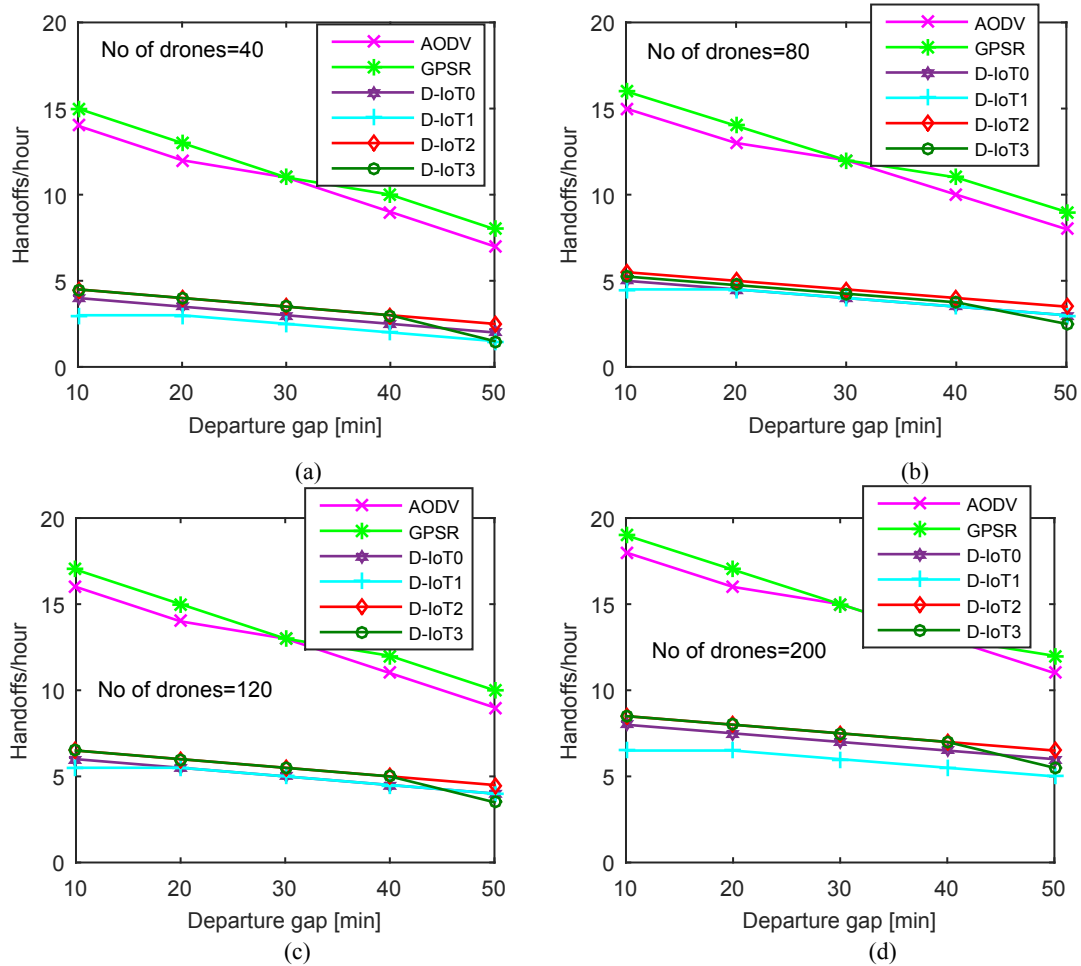 20
15
10
5
0
Handoffs/hour
No of drones=40
AODV
GPSR
D-IoT0
D-IoT1
D-IoT2
D-IoT3
10 20 30 40 50
Departure gap [min]
(a)
20
15
10
5
0
Handoffs/hour
No of drones=80
AODV
GPSR
D-IoT0
D-IoT1
D-IoT2
D-IoT3
10 20 30 40 50
Departure gap [min]
(b)
20
15
10
5
0
Handoffs/hour
AODV
GPSR
D-IoT0
D-IoT1
D-IoT2
D-IoT3
No of drones=120
10 20 30 40 50
Departure gap [min]
(c)
20
15
10
5
0
Handoffs/hour
AODV
GPSR
D-IoT0
D-IoT1
D-IoT2
D-IoT3
No of drones=200
10 20 30 40 50
Departure gap [min]
(d)